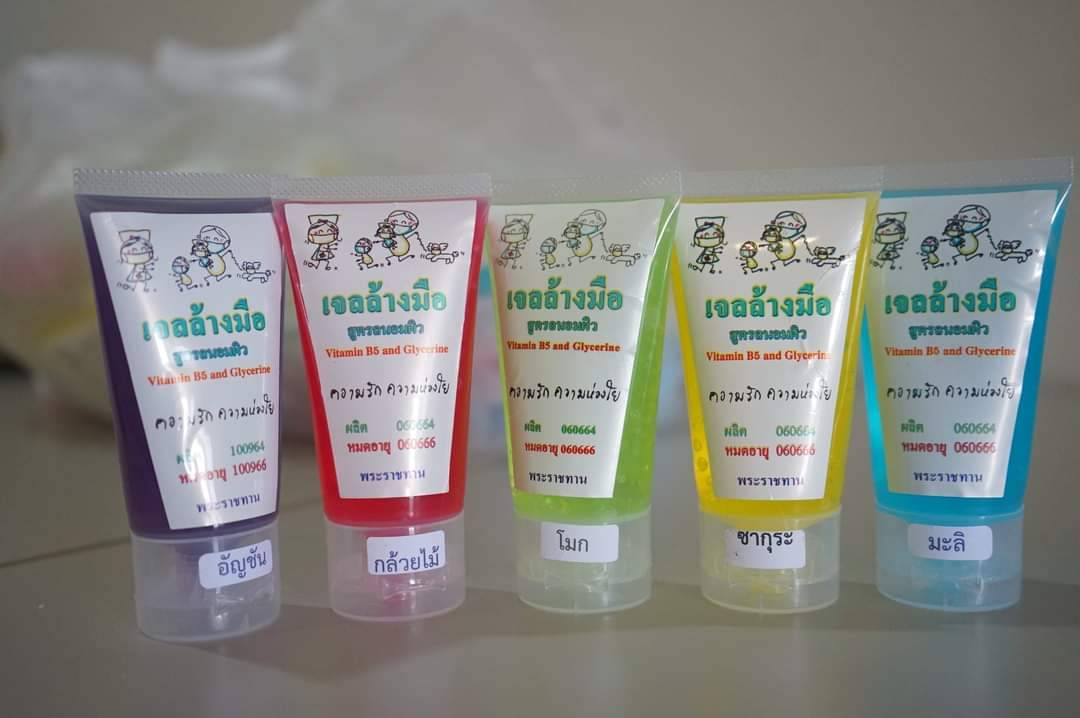 เจลล้างมือ
สูตรถนอมผิว
Vitamin B5 and Glycerine
ความรัก ความห่วงใย
ผลิต 100964
หมดอายุ 100966
พระราชทาน
อัญชัน
เจลล้างมือ
สูตรถนอมผิว
Vitamin B5 and Glycerine
ความรัก ความห่วงใย
ผลิต 060664
หมดอายุ 060666
พระราชทาน
กล้วยไม้
เจลล้างมือ
สูตรถนอมผิว
Vitamin B5 and Glycerine
ความรัก ความห่วงใย
ผลิต 060664
หมดอายุ 060666
พระราชทาน
โมก
เจลล้างมือ
สูตรถนอมผิว
Vitamin B5 and Glycerine
ความรัก ความห่วงใย
ผลิต 060664
หมดอายุ 060666
พระราชทาน
ซากุระ
เจลล้างมือ
สูตรถนอมผิว
Vitamin B5 and Glycerine
ความรัก ความห่วงใย
ผลิต 060664
หมดอายุ 060666
พระราชทาน
มะลิ